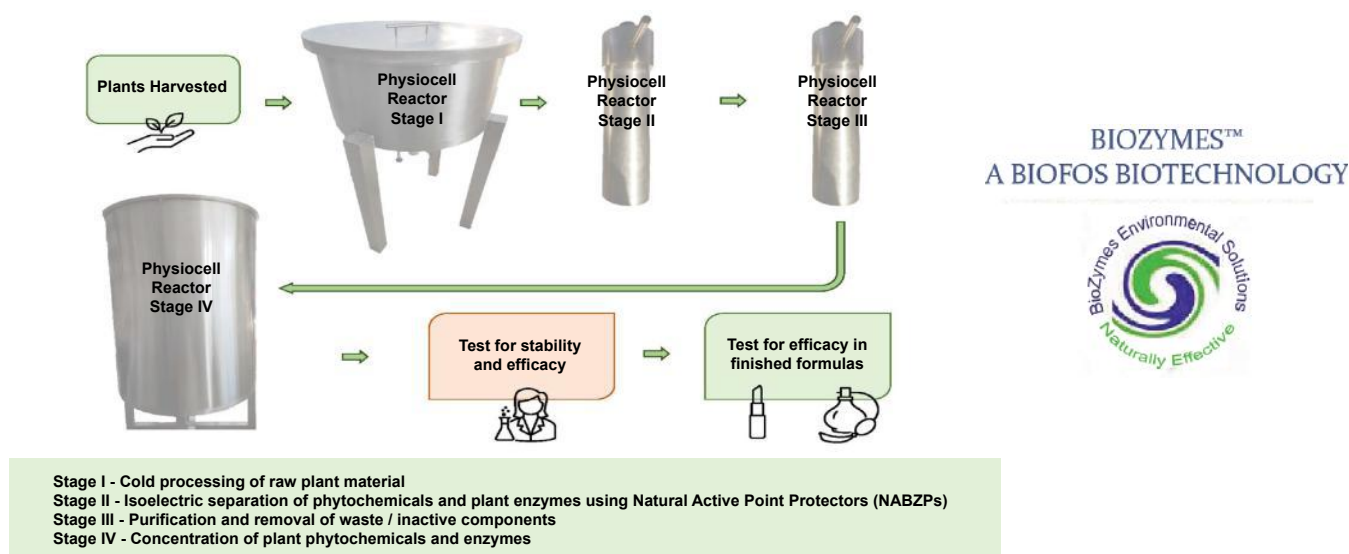 Plants Harvested
Physiocell
Reactor
Stage I
Physiocell
Reactor
Stage II
Physiocell
Reactor
Stage III
BIOZYMES™
A BIOFOS BIOTECHNOLOGY
BioZymes Environmental Solutions
Naturally Effective
Physiocell
Reactor
Stage IV
Test for stability
and efficacy
Test for efficacy in
finished formulas
Stage I - Cold processing of raw plant material
Stage II - Isoelectric separation of phytochemicals and plant enzymes using Natural Active Point Protectors (NABZPs)
Stage III - Purification and removal of waste / inactive components
Stage IV - Concentration of plant phytochemicals and enzymes